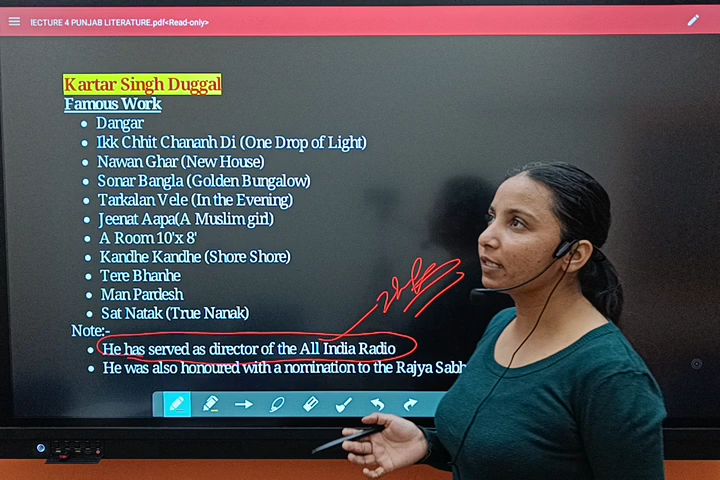 lECTURE 4 PUNJAB LITERATURE.pdf<Read-only>
Kartar Singh Duggal
Famous Work
• Dangar
• Ikk Chhit Chananh Di (One Drop of Light)
• Nawan Ghar (New House)
• Sonar Bangla (Golden Bungalow)
• Tarkalan Vele (In the Evening)
• Jeenat Aapa(A Muslim girl)
• A Room 10'x 8'
• Kandhe Kandhe (Shore Shore)
• Tere Bhanhe
• Man Pardesh
• Sat Natak (True Nanak)
Note:-
• He has served as director of the All India Radio
• He was also honoured with a nomination to the Rajya Sabh